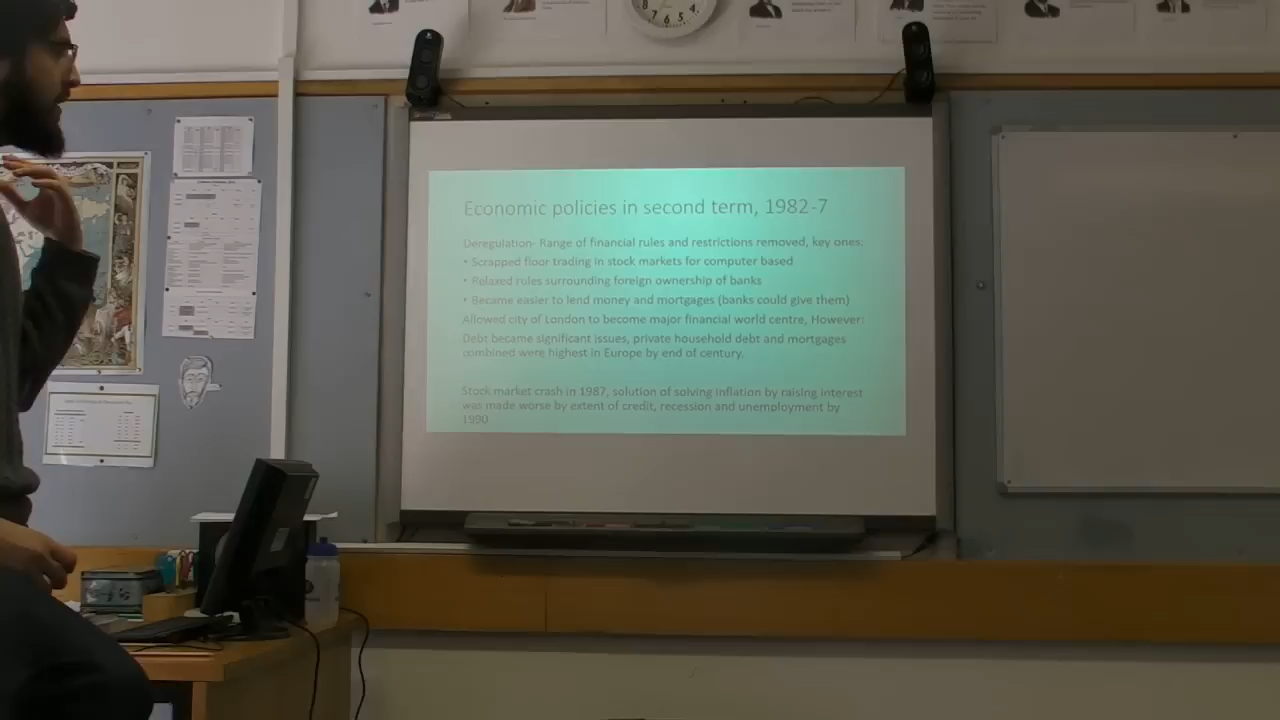 7 6 5 4
Economic policies in second term, 1982-7
Deregulation- Range of financial rules and restrictions removed, key ones:
• Scrapped floor trading in stock markets for computer based
• Relaxed rules surrounding foreign ownership of banks
• Became easier to lend money and mortgages (banks could give them)
Allowed city of London to become major financial world centre, However:
Debt became significant issues, private household debt and mortgages
combined were highest in Europe by end of century.
Stock market crash in 1987, solution of solving inflation by raising interest
was made worse by extent of credit, recession and unemployment by
1990